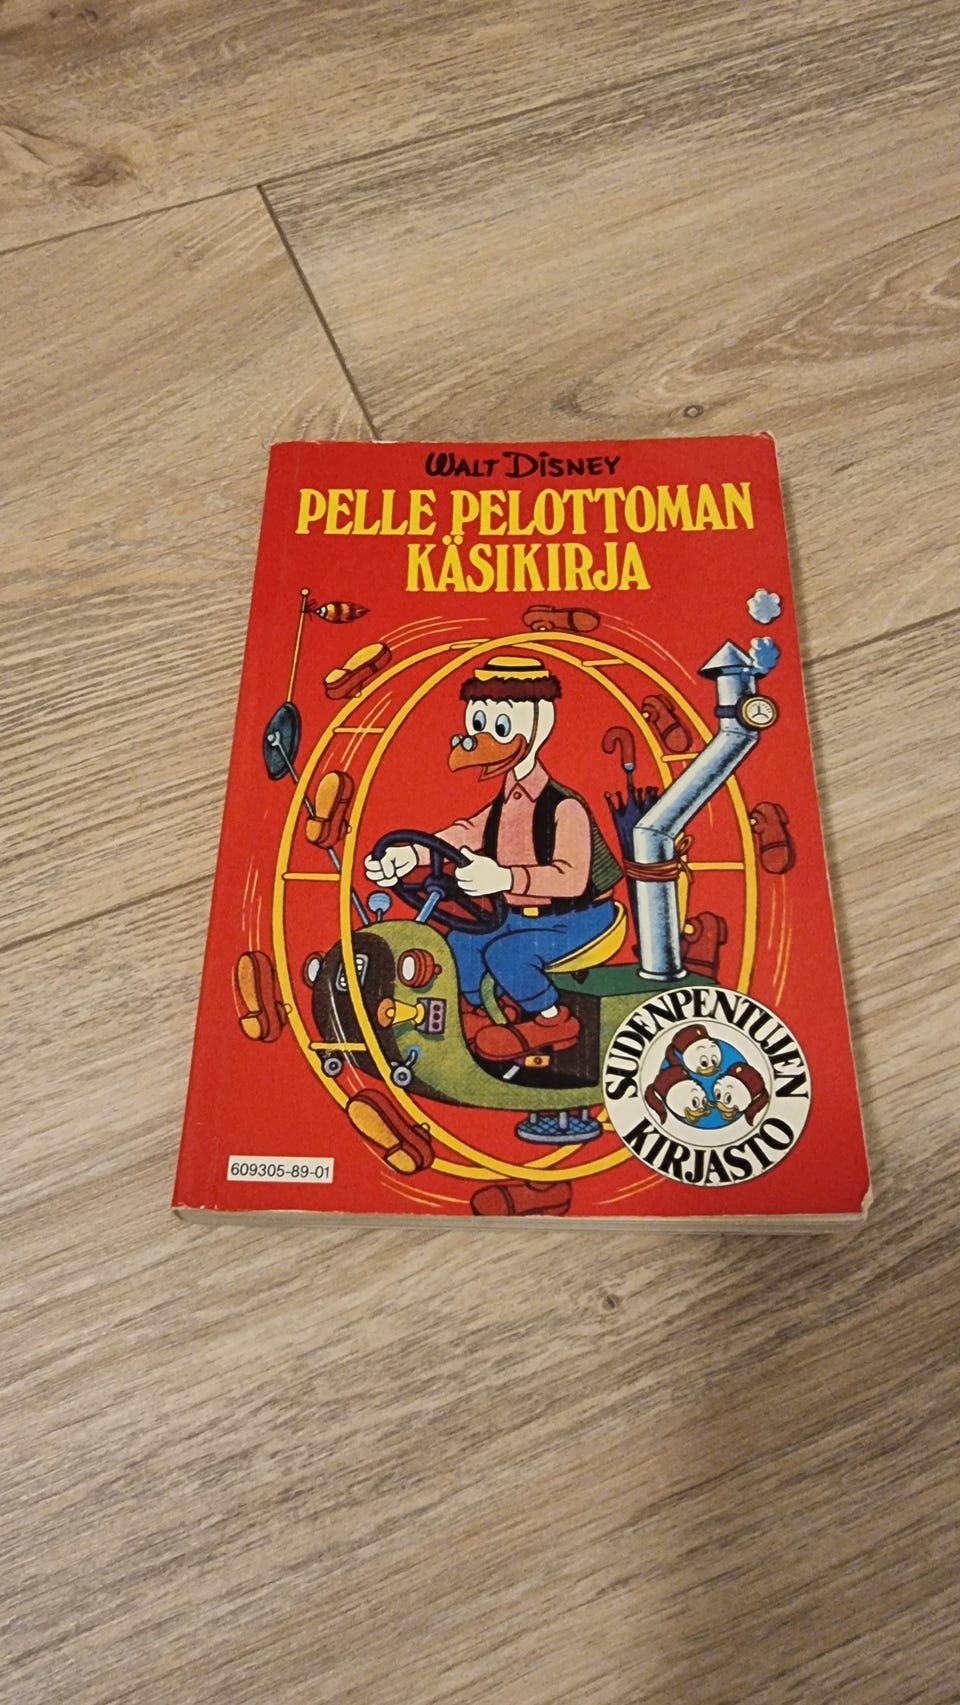 WALT DISNEY
PELLE PELOTTOMAN
KÄSIKIRJA
SUDENPENTUJEN
KIRJASTO
609305-89-01